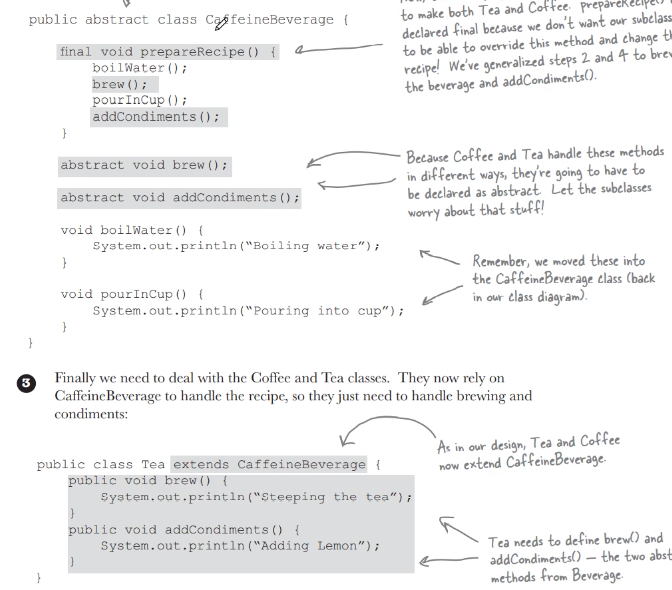 public abstract class CaffeineBeverage {
to make both Tea and Coffee. prepareRecipe()
declared final because we don't want our subclass
to be able to override this method and change
recipe! We've generalized steps 2 and 4 to
the beverage and addCondiments().
final void prepareRecipe() {
boilWater();
brew();
pourInCup();
addCondiments();
}
abstract void brew();
abstract void addCondiments();
Because Coffee and Tea handle these methods
in different ways, they're going to have to
be declared as abstract. Let the subclasses
worry about that stuff!
void boilWater() {
System.out.println("Boiling water");
}
Remember, we moved these into
the CaffeineBeverage class (back
in our class diagram).
void pourInCup() {
System.out.println("Pouring into cup");
}
}
3 Finally we need to deal with the Coffee and Tea classes. They now rely on
CaffeineBeverage to handle the recipe, so they just need to handle brewing and
condiments:
As in our design, Tea and Coffee
now extend CaffeineBeverage.
public class Tea extends CaffeineBeverage {
public void brew() {
System.out.println("Steeping the tea");
}
public void addCondiments() {
System.out.println("Adding Lemon");
}
}
Tea needs to define brew() and
addCondiments() — the two abst
methods from Beverage.